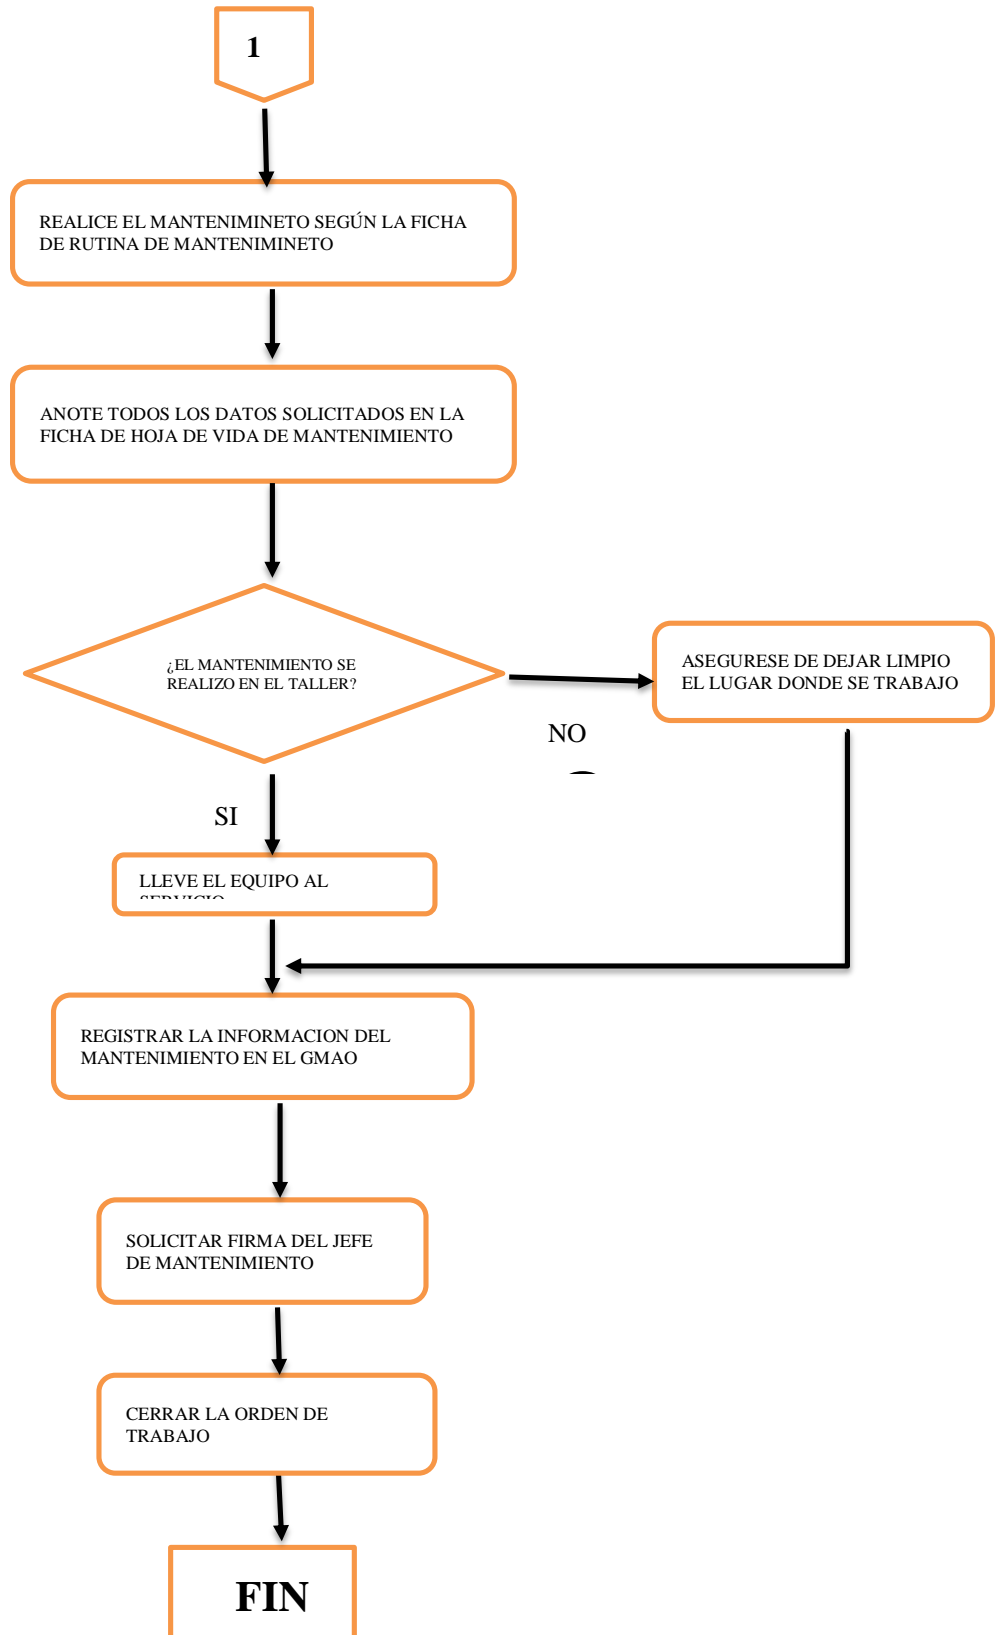 1
REALICE EL MANTENIMINETO SEGÚN LA FICHA
DE RUTINA DE MANTENIMINETO
ANOTE TODOS LOS DATOS SOLICITADOS EN LA
FICHA DE HOJA DE VIDA DE MANTENIMIENTO
¿EL MANTENIMIENTO SE
REALIZO EN EL TALLER?
ASEGURESE DE DEJAR LIMPIO
EL LUGAR DONDE SE TRABAJO
NO
SI
LLEVE EL EQUIPO AL
REGISTRAR LA INFORMACION DEL
MANTENIMIENTO EN EL GMAO
SOLICITAR FIRMA DEL JEFE
DE MANTENIMIENTO
CERRAR LA ORDEN DE
TRABAJO
FIN